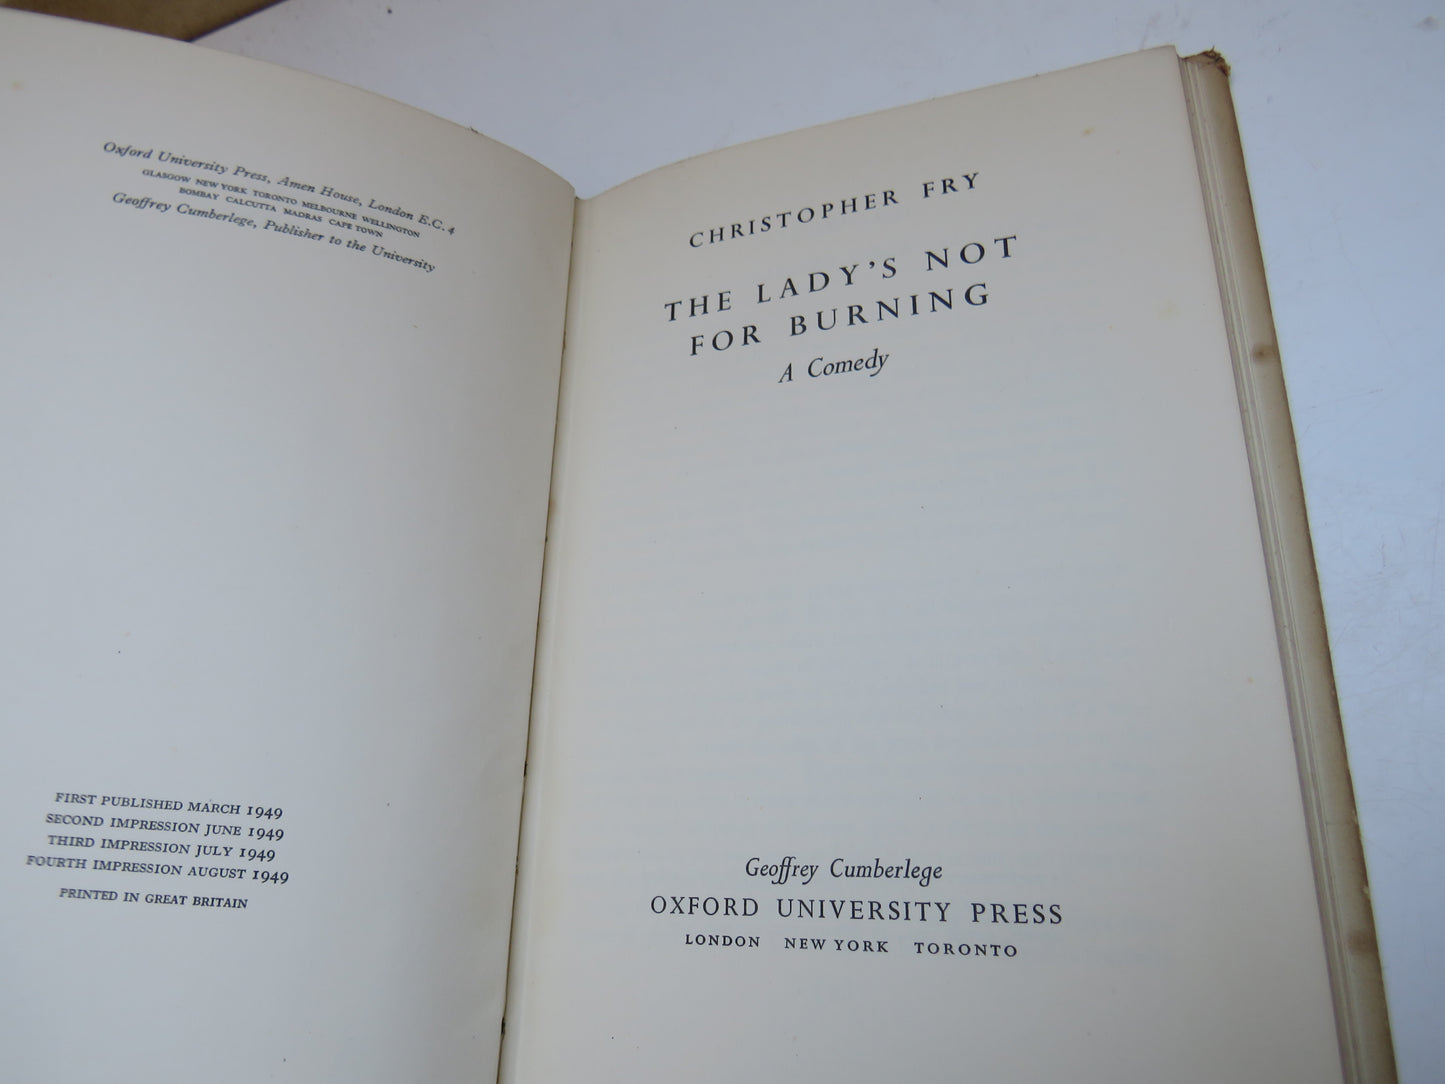 Oxford University Press, Amen House, London E.C.4
GLASGOW NEW YORK TORONTO MELBOURNE WELLINGTON
BOMBAY CALCUTTA MADRAS CAPE TOWN
Geoffrey Cumberlege, Publisher to the University
FIRST PUBLISHED MARCH 1949
SECOND IMPRESSION JUNE 1949
THIRD IMPRESSION JULY 1949
FOURTH IMPRESSION AUGUST 1949
PRINTED IN GREAT BRITAIN
CHRISTOPHER FRY
THE LADY'S NOT
FOR BURNING
A Comedy
Geoffrey Cumberlege
OXFORD UNIVERSITY PRESS
LONDON NEW YORK TORONTO